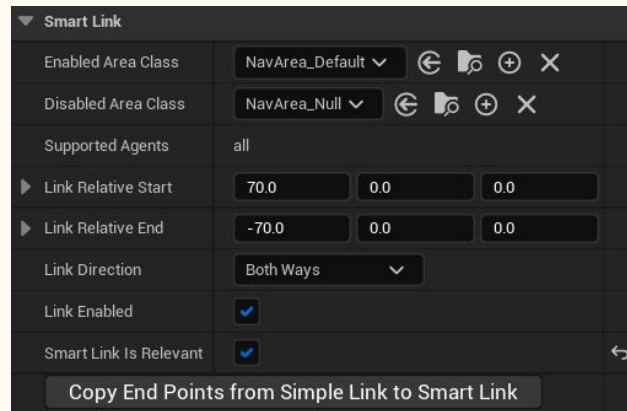 Smart Link
Enabled Area Class NavArea_Default
Disabled Area Class NavArea_Null
Supported Agents all
Link Relative Start 70.0 0.0 0.0
Link Relative End -70.0 0.0 0.0
Link Direction Both Ways
Link Enabled
Smart Link Is Relevant
Copy End Points from Simple Link to Smart Link